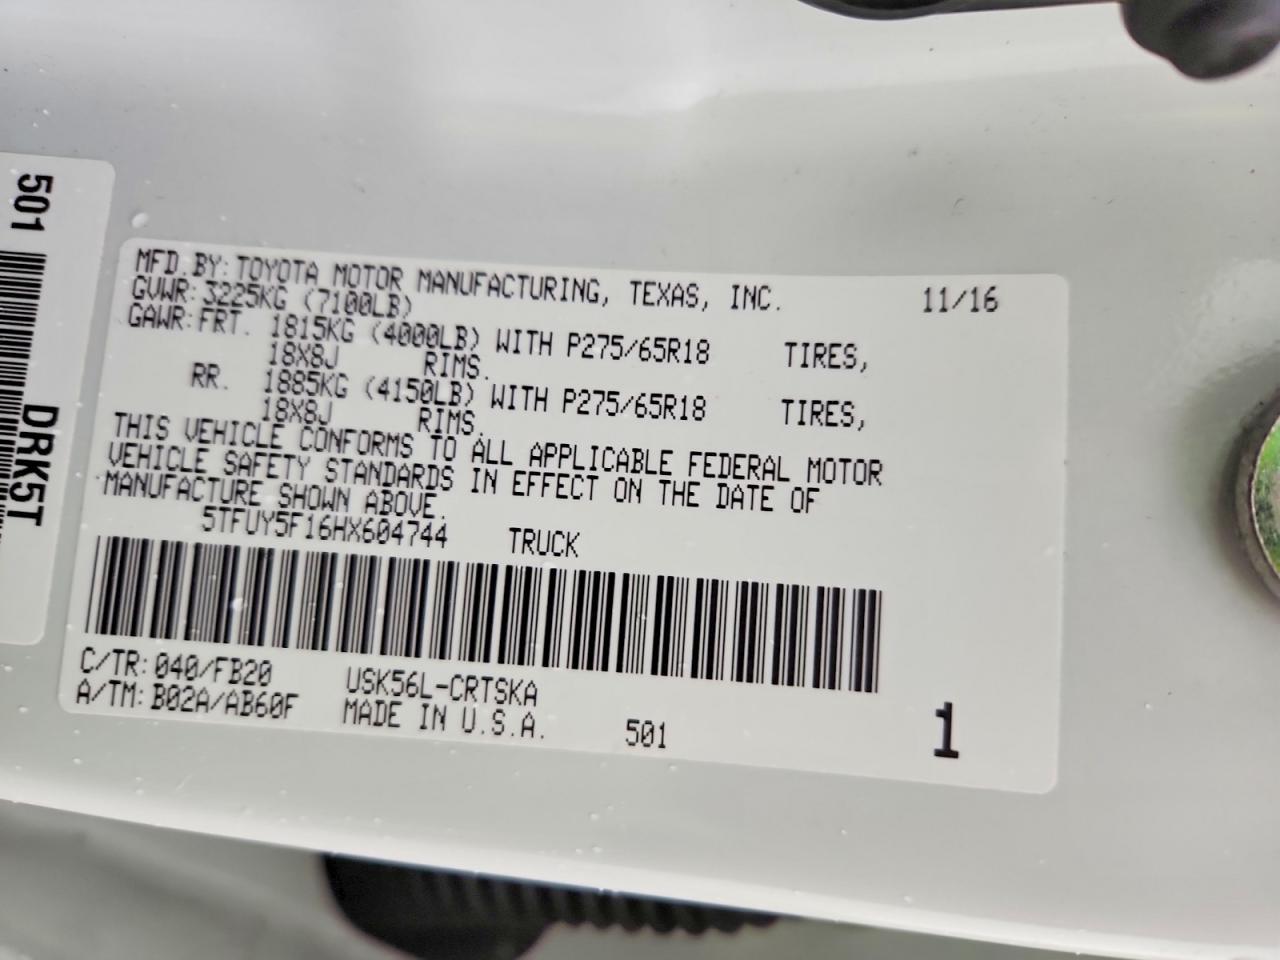 501
DRK5T
MFD. BY: TOYOTA MOTOR MANUFACTURING, TEXAS, INC. 11/16
GVWR: 3225KG (7100LB)
GAWR: FRT. 1815KG (4000LB) WITH P275/65R18 TIRES,
18X8J RIMS.
RR. 1885KG (4150LB) WITH P275/65R18 TIRES,
18X8J RIMS.
THIS VEHICLE CONFORMS TO ALL APPLICABLE FEDERAL MOTOR
VEHICLE SAFETY STANDARDS IN EFFECT ON THE DATE OF
MANUFACTURE SHOWN ABOVE.
5TFUY5F16HX604744 TRUCK
C/TR: 040/FB20 USK56L-CRTSKA
A/TM: B02A/AB60F MADE IN U.S.A. 501
1